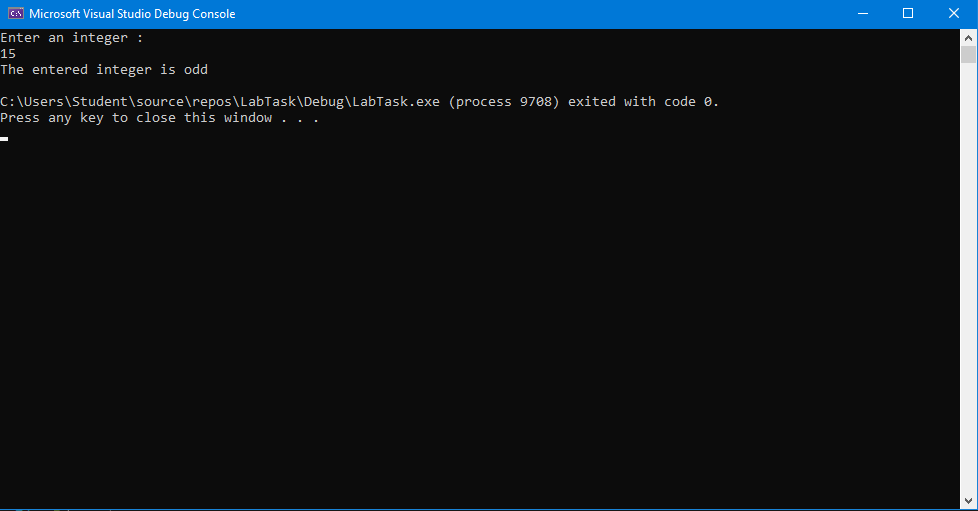 Microsoft Visual Studio Debug Console
Enter an integer :
15
The entered integer is odd
C:\Users\Student\source\repos\LabTask\Debug\LabTask.exe (process 9708) exited with code 0.
Press any key to close this window . . .